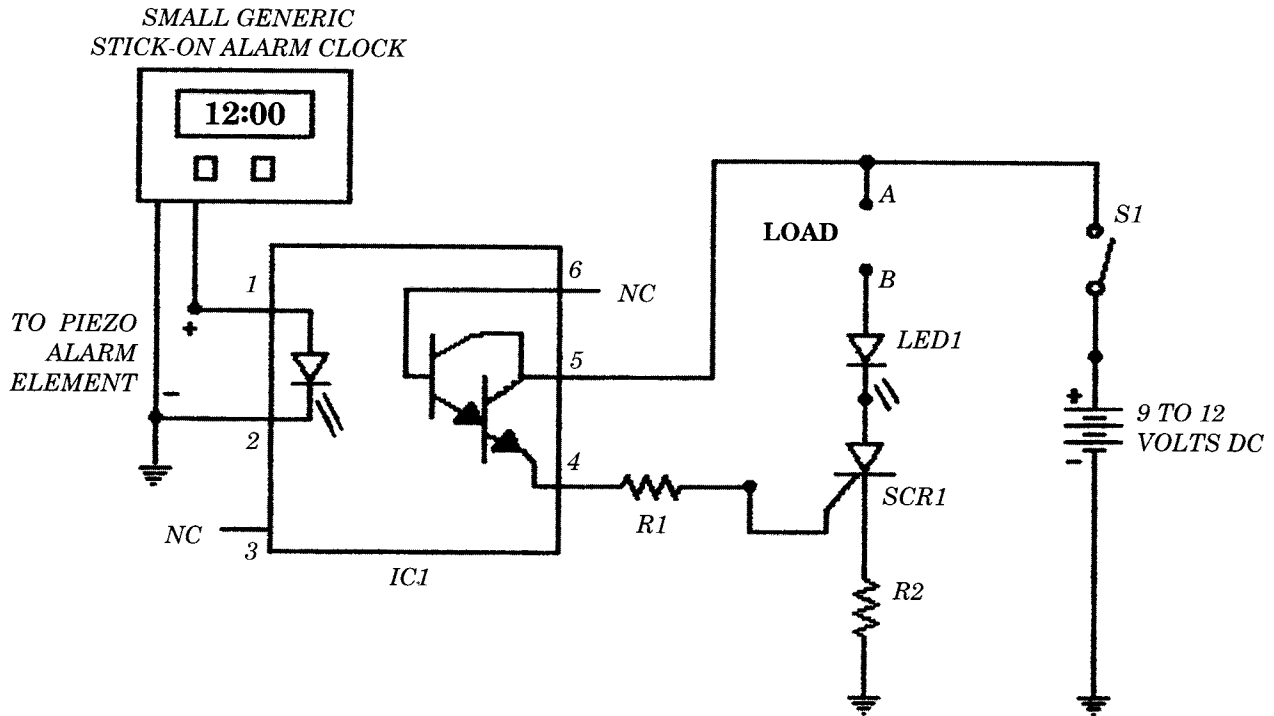 SMALL GENERIC
STICK-ON ALARM CLOCK
12:00
A
S1
LOAD
1
6
NC
B
TO PIEZO
ALARM
ELEMENT
+
−
LED1
5
+
9 TO 12
VOLTS DC
−
2
4
SCR1
R1
NC
3
IC1
R2